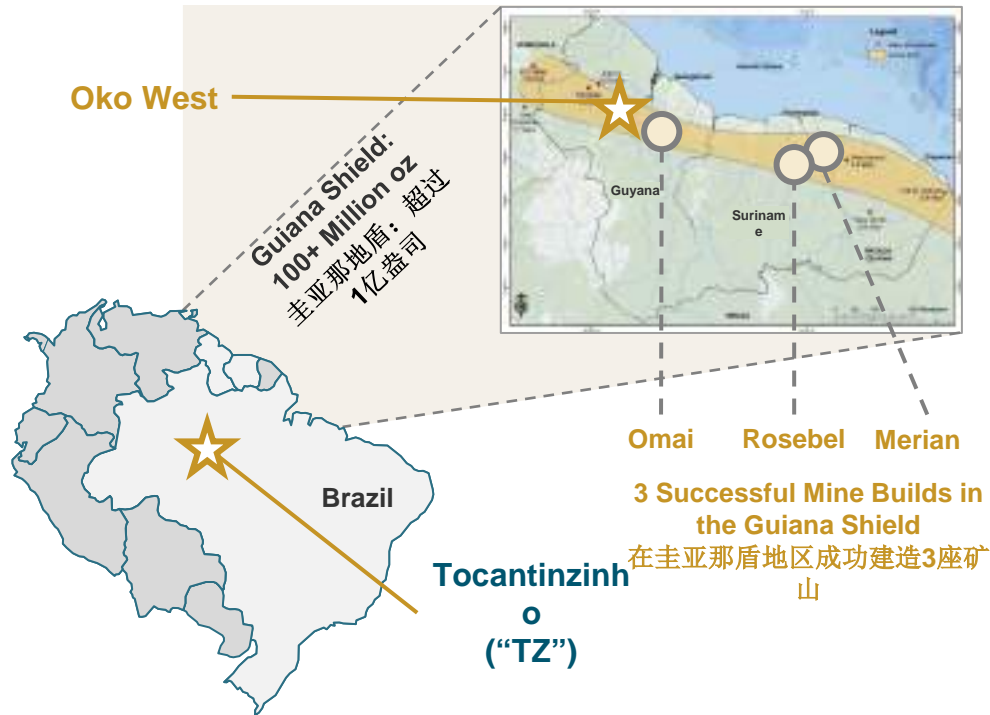 Oko West
Guiana Shield:
100+ Million oz
圭亚那地盾：超过
1亿盎司
Legend
Guyana
Surinam
e
Omai
Rosebel
Merian
3 Successful Mine Builds in
the Guiana Shield
在圭亚那盾地区成功建造3座矿
山
Brazil
Tocantinzinh
o
(“TZ”)